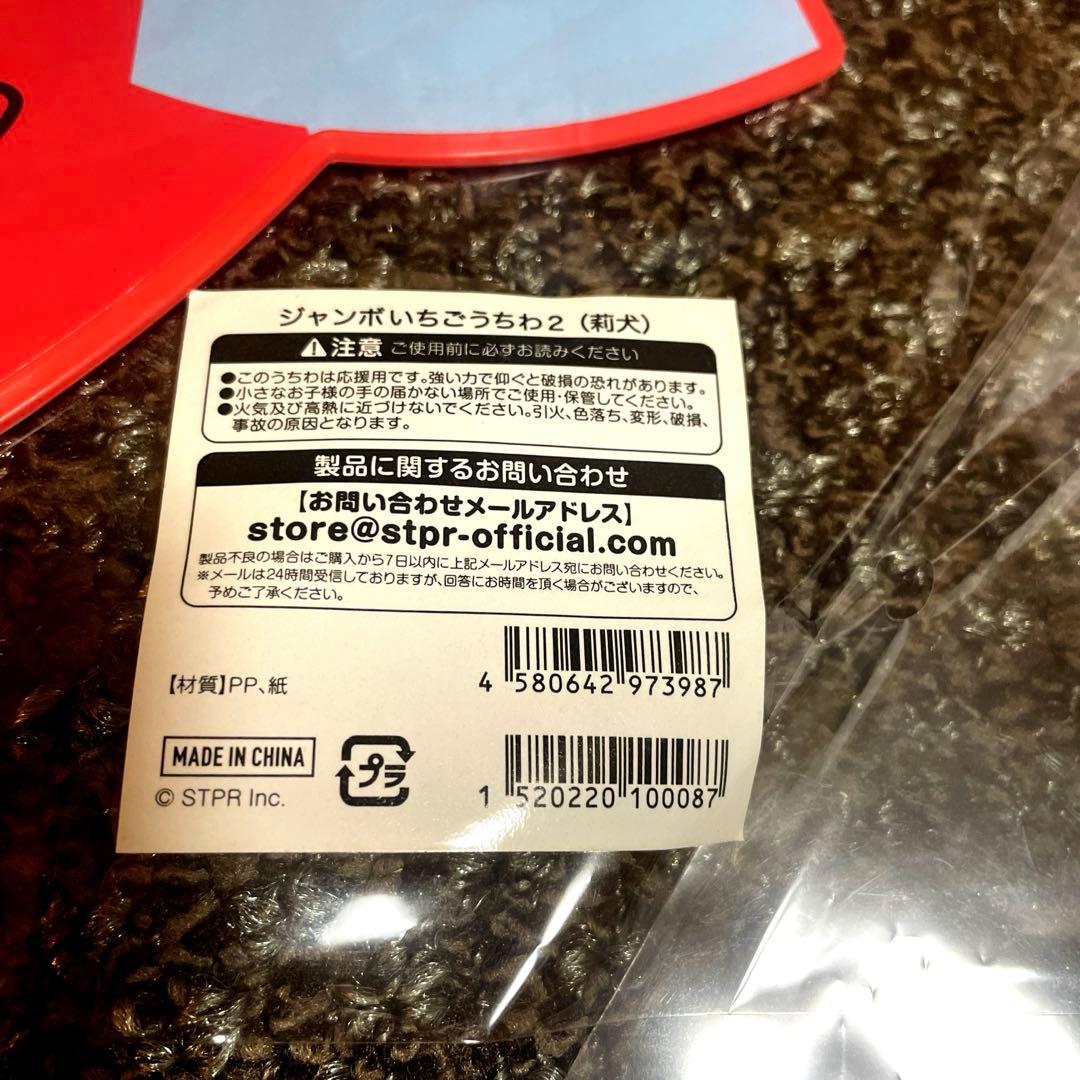 ジャンボいちごうちわ2（莉犬）
注意 ご使用前に必ずお読みください
●このうちわは応援用です。強い力で仰ぐと破損の恐れがあります。
●小さなお子様の手の届かない場所でご使用・保管してください。
●火気及び高熱に近づけないでください。引火、色落ち、変形、破損、
事故の原因となります。
製品に関するお問い合わせ
【お問い合わせメールアドレス】
store@stpr-official.com
製品不良の場合はご購入から7日以内に上記メールアドレス宛にお問い合わせください。
※メールは24時間受信しておりますが、回答にお時間を頂く場合がございますので、
予めご了承ください。
【材質】PP、紙
4 580642 973987
MADE IN CHINA
プラ
© STPR Inc.
1 520220 100087